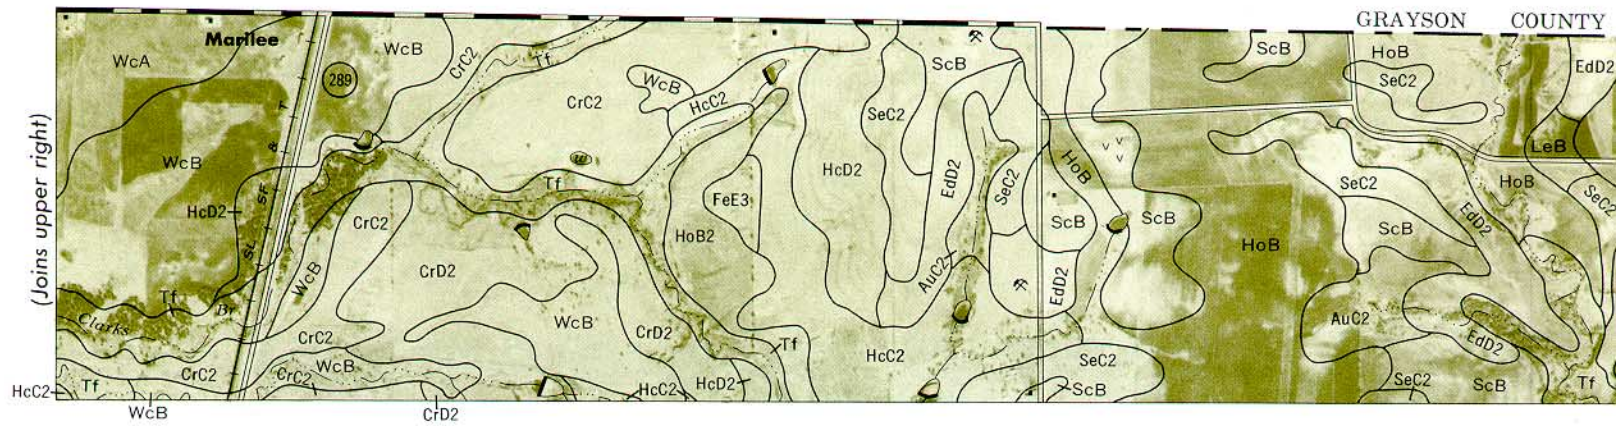 GRAYSON COUNTY
Marilee
WcA
WcB
CrC2
Tf
ScB
ScB
HoB
EdD2
289
CrC2
WcB
HcC2
SeC2
SeC2
(Joins upper right)
WcB
T
&
Tf
HcD2
EdD2
HoB
LeB
SeC2
HoB
SeC2
HcD2
SF
St
CrC2
FeE3
SeC2
ScB
ScB
EdD2
ScB
HoB2
HoB
SL
WcB
CrD2
AuC2
EdD2
Tf
Br
Clarks
WcB
CrD2
AuC2
CrC2
Tf
HcC2
SeC2
EdD2
HcC2
Tf
CrC2
CrC2
WcB
HcC2
HcD2
ScB
SeC2
ScB
Tf
WcB
CrD2